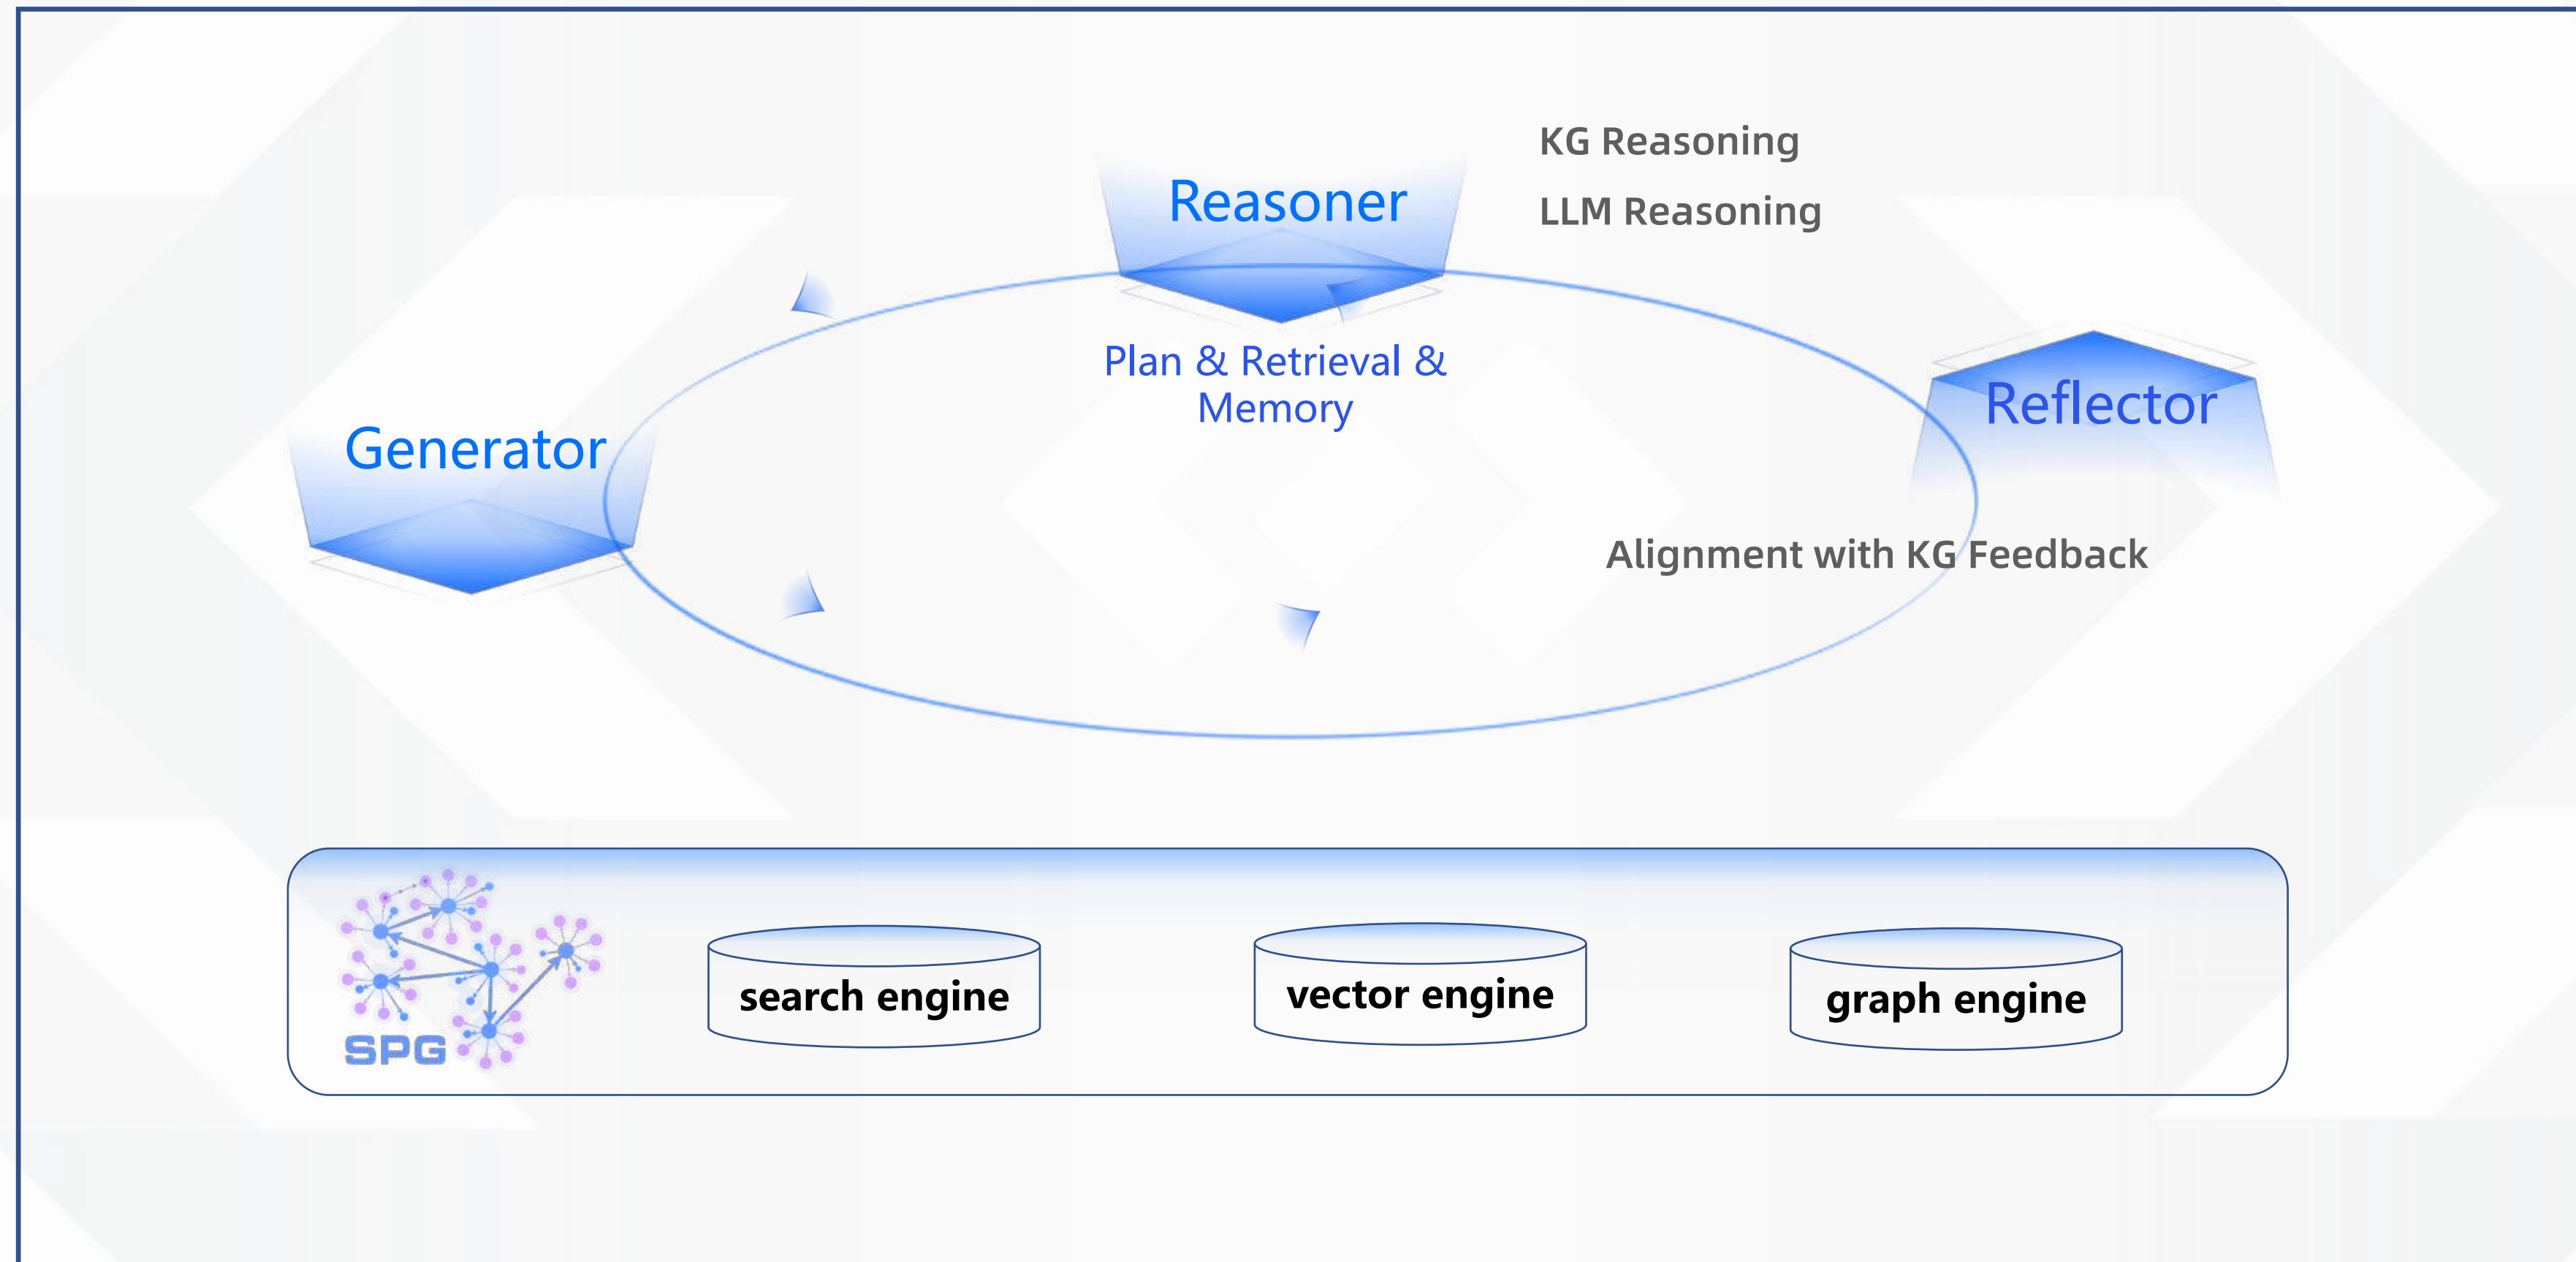 KG Reasoning
Reasoner
LLM Reasoning
Plan & Retrieval &
Memory
Reflector
Generator
Alignment with KG Feedback
SPG
search engine
vector engine
graph engine